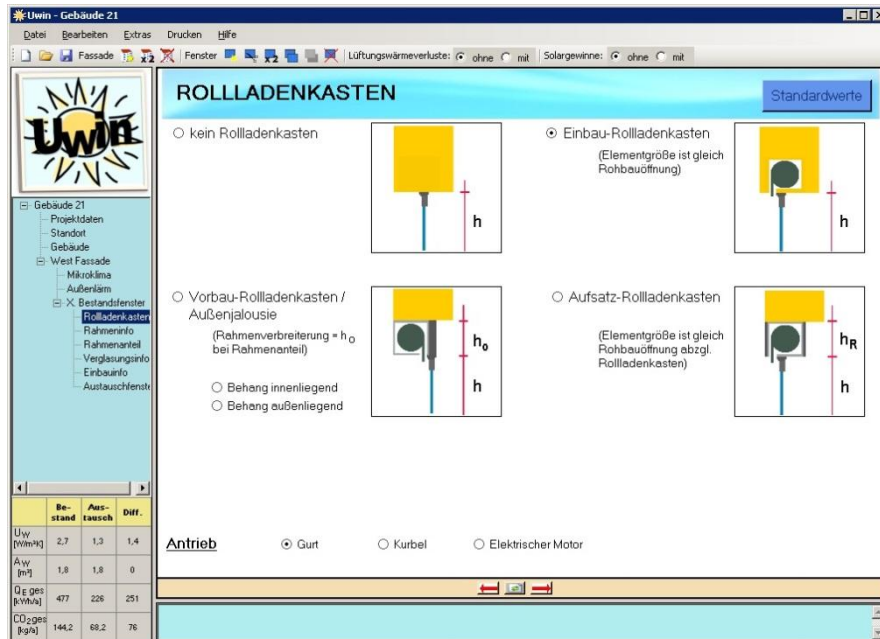 Uwin - Gebäude 21
Datei Bearbeiten Extras Drucken Hilfe
Fassade x2 Fenster x2 Lüftungswärmeverluste: ohne mit Solargewinne: ohne mit
Uwin
ROLLLADENKASTEN
Standardwerte
kein Rollladenkasten
h
Einbau-Rollladenkasten
(Elementgröße ist gleich
Rohbauöffnung)
h
Vorbau-Rollladenkasten /
Außenjalousie
(Rahmenverbreiterung = ho
bei Rahmenanteil)
Behang innenliegend
Behang außenliegend
ho
h
Aufsatz-Rollladenkasten
(Elementgröße ist gleich
Rohbauöffnung abzgl.
Rollladenkasten)
hR
h
Antrieb Gurt Kurbel Elektrischer Motor
Gebäude 21
Projektdaten
Standort
Gebäude
West Fassade
Mikroklima
Außenlärm
X. Bestandsfenster
Rollladenkasten
Rahmeninfo
Rahmenanteil
Verglasungsinfo
Einbauinfo
Austauschfenste
Be-stand Aus-tausch Diff.
UW [W/m²K] 2,7 1,3 1,4
AW [m²] 1,8 1,8 0
QE ges [kWh/a] 477 226 251
CO2ges [kg/a] 144,2 68,2 76